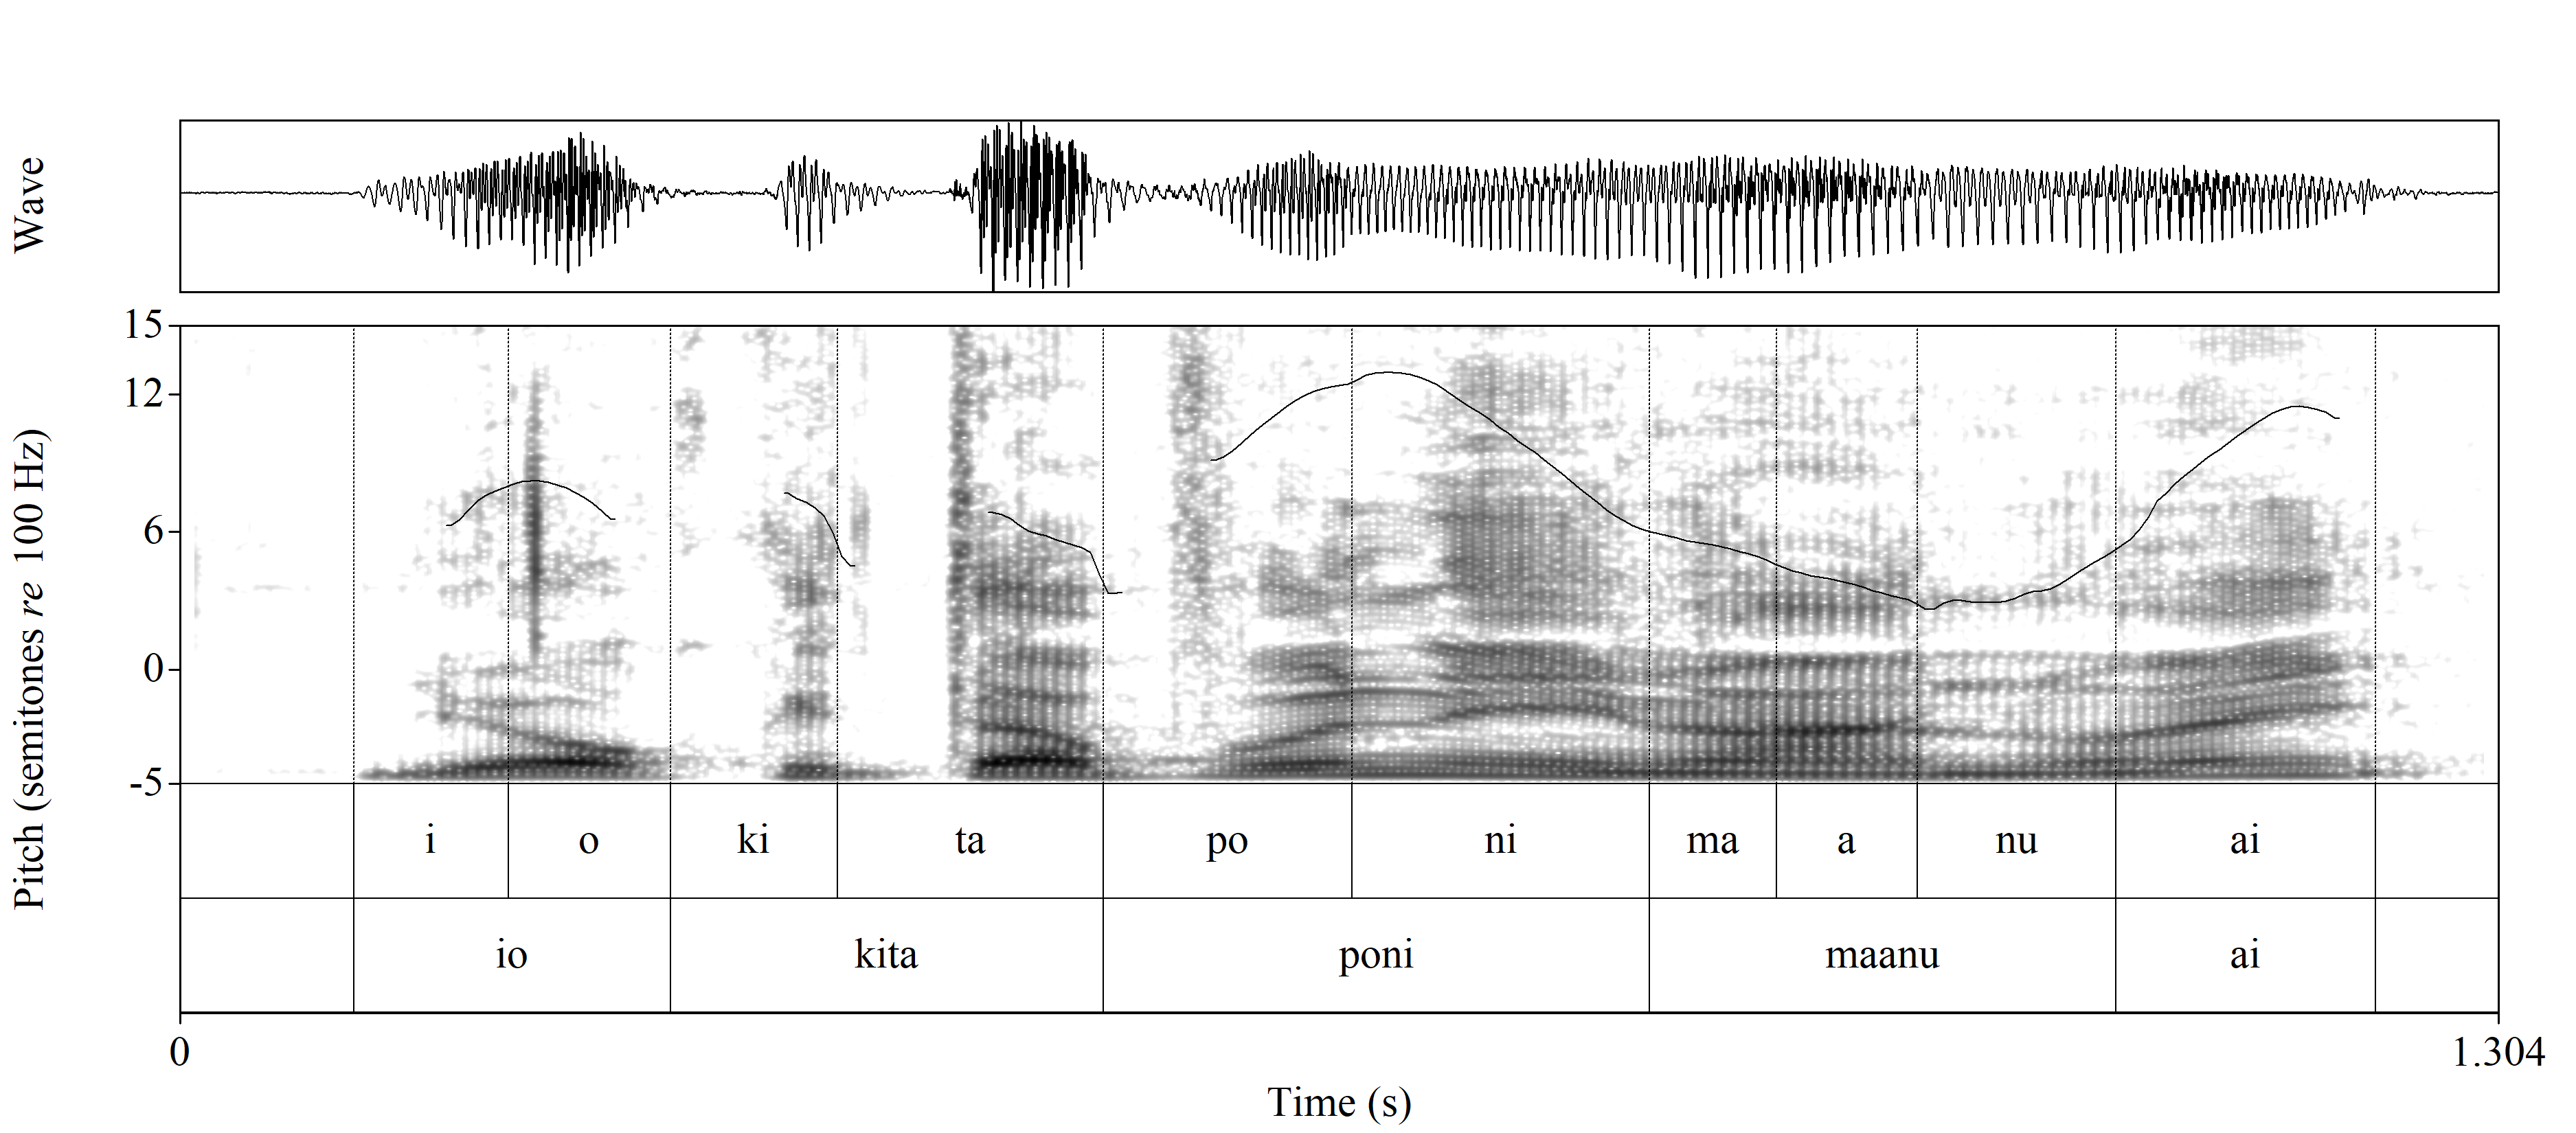 Wave
15
12
6
0
-5
Pitch (semitones re 100 Hz)
i o ki ta po ni ma a nu ai
io kita poni maanu ai
0 1.304
Time (s)